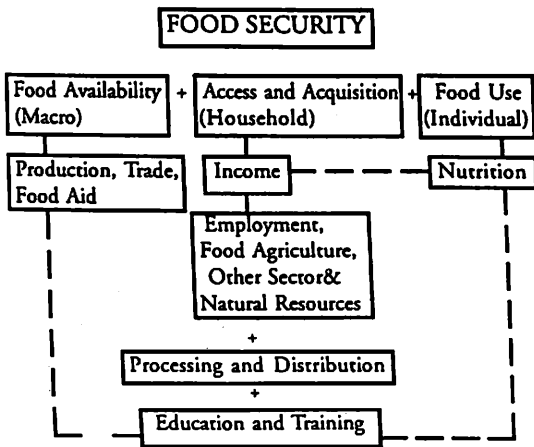 FOOD SECURITY
Food Availability
(Macro)
+
Access and Acquisition
(Household)
+
Food Use
(Individual)
Production, Trade,
Food Aid
Income
Nutrition
Employment,
Food Agriculture,
Other Sector&
Natural Resources
+
Processing and Distribution
+
Education and Training